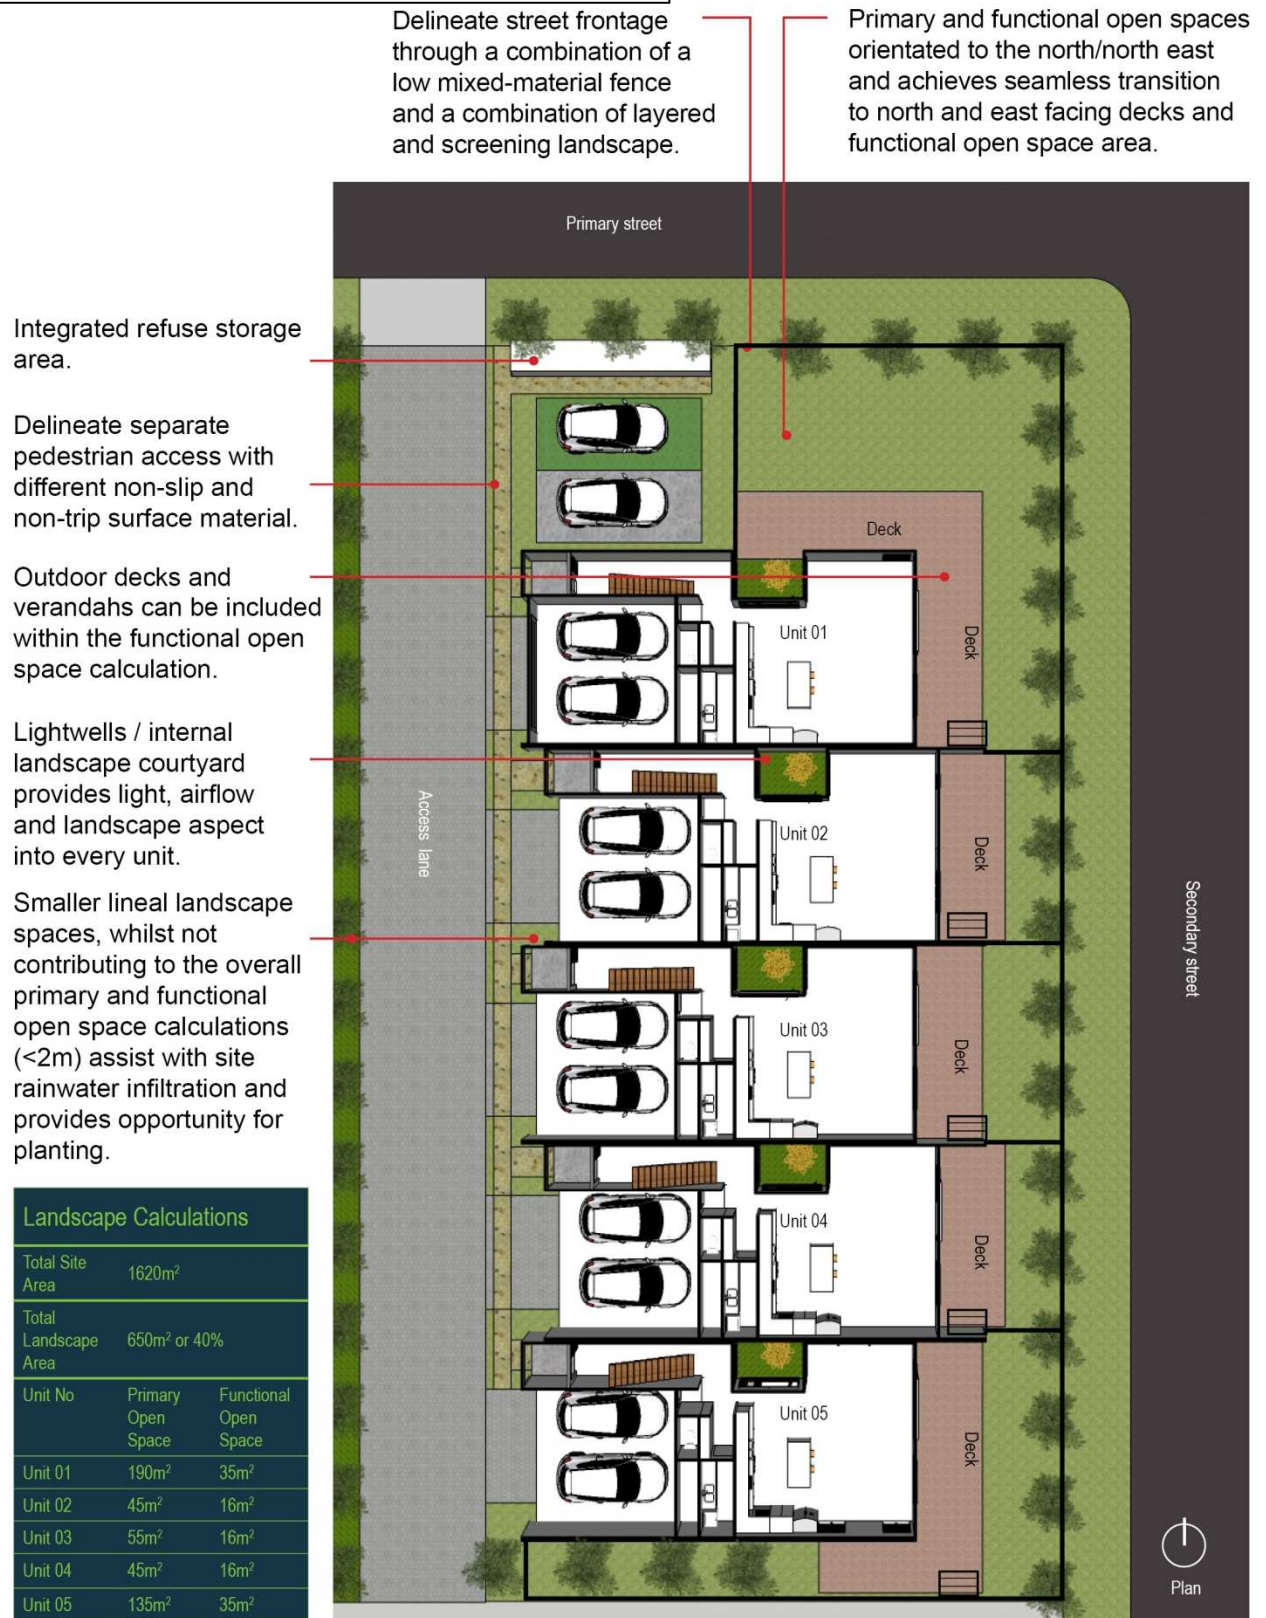 Delineate street frontage
through a combination of a
low mixed-material fence
and a combination of layered
and screening landscape.
Primary and functional open spaces
orientated to the north/north east
and achieves seamless transition
to north and east facing decks and
functional open space area.
Primary street
Integrated refuse storage
area.
Delineate separate
pedestrian access with
different non-slip and
non-trip surface material.
Outdoor decks and
verandahs can be included
within the functional open
space calculation.
Lightwells / internal
landscape courtyard
provides light, airflow
and landscape aspect
into every unit.
Smaller lineal landscape
spaces, whilst not
contributing to the overall
primary and functional
open space calculations
(<2m) assist with site
rainwater infiltration and
provides opportunity for
planting.
Deck
Unit 01
Deck
Access lane
Unit 02
Deck
Secondary street
Unit 03
Deck
Unit 04
Deck
Unit 05
Deck
Plan
Landscape Calculations
Total Site
Area
1620m²
Total
Landscape
Area
650m² or 40%
Unit No
Primary
Open
Space
Functional
Open
Space
Unit 01 190m² 35m²
Unit 02 45m² 16m²
Unit 03 55m² 16m²
Unit 04 45m² 16m²
Unit 05 135m² 35m²